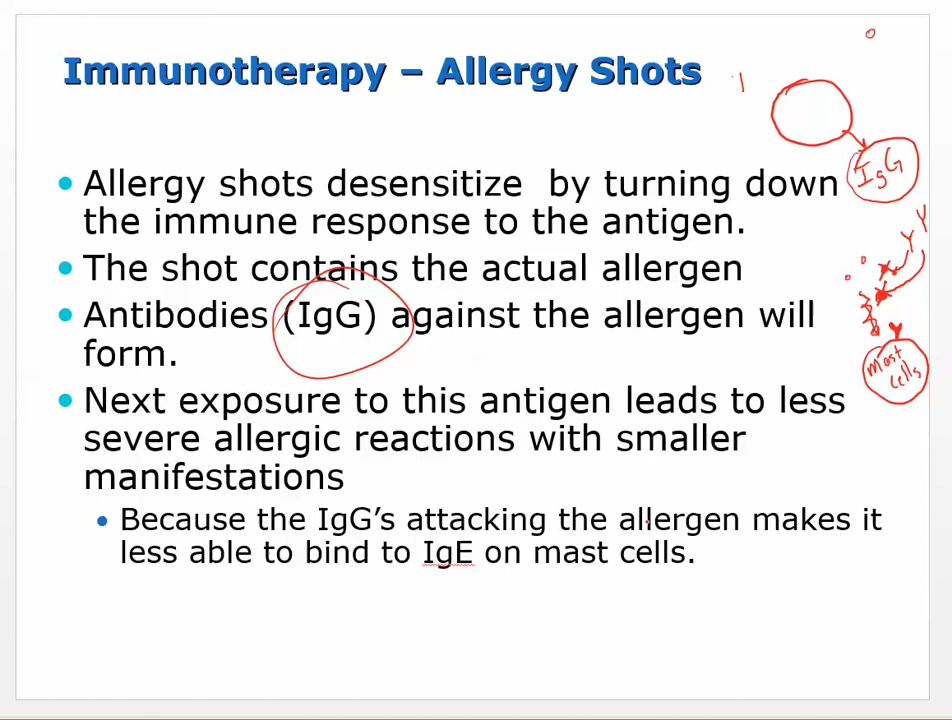 Immunotherapy – Allergy Shots
IgG
• Allergy shots desensitize by turning down
the immune response to the antigen.
• The shot contains the actual allergen
• Antibodies (IgG) against the allergen will
form.
Mast
cells
• Next exposure to this antigen leads to less
severe allergic reactions with smaller
manifestations
• Because the IgG's attacking the allergen makes it
less able to bind to IgE on mast cells.